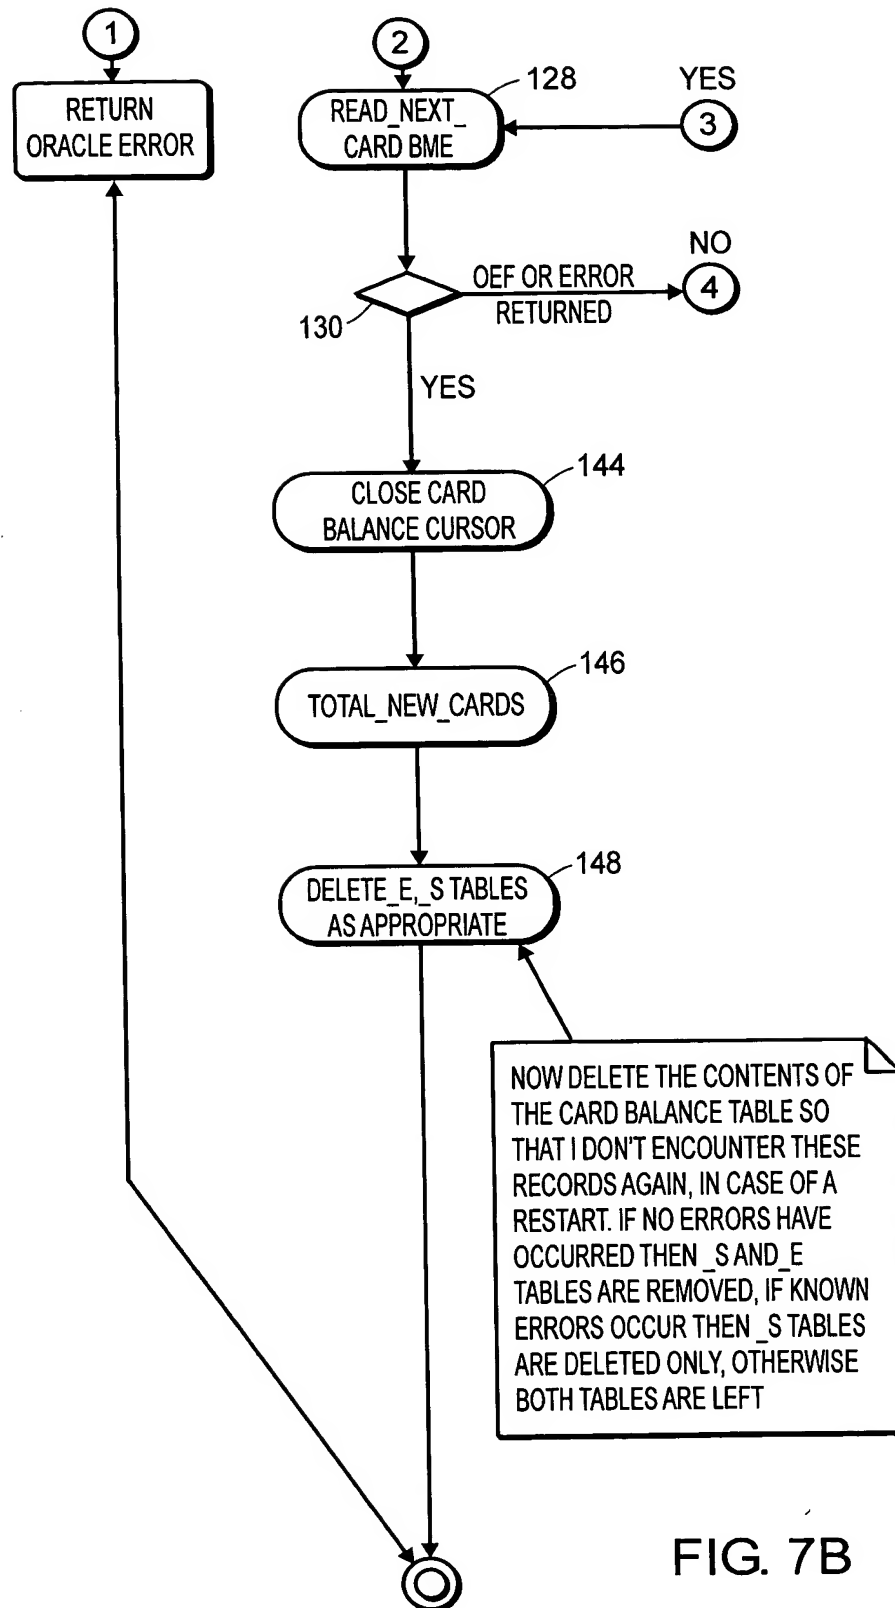 1
RETURN
ORACLE ERROR
2
128
READ_NEXT_
CARD BME
YES
3
NO
4
OEF OR ERROR
RETURNED
130
YES
144
CLOSE CARD
BALANCE CURSOR
146
TOTAL_NEW_CARDS
148
DELETE_E,_S TABLES
AS APPROPRIATE
NOW DELETE THE CONTENTS OF
THE CARD BALANCE TABLE SO
THAT I DON'T ENCOUNTER THESE
RECORDS AGAIN, IN CASE OF A
RESTART. IF NO ERRORS HAVE
OCCURRED THEN _S AND_E
TABLES ARE REMOVED, IF KNOWN
ERRORS OCCUR THEN _S TABLES
ARE DELETED ONLY, OTHERWISE
BOTH TABLES ARE LEFT
FIG. 7B